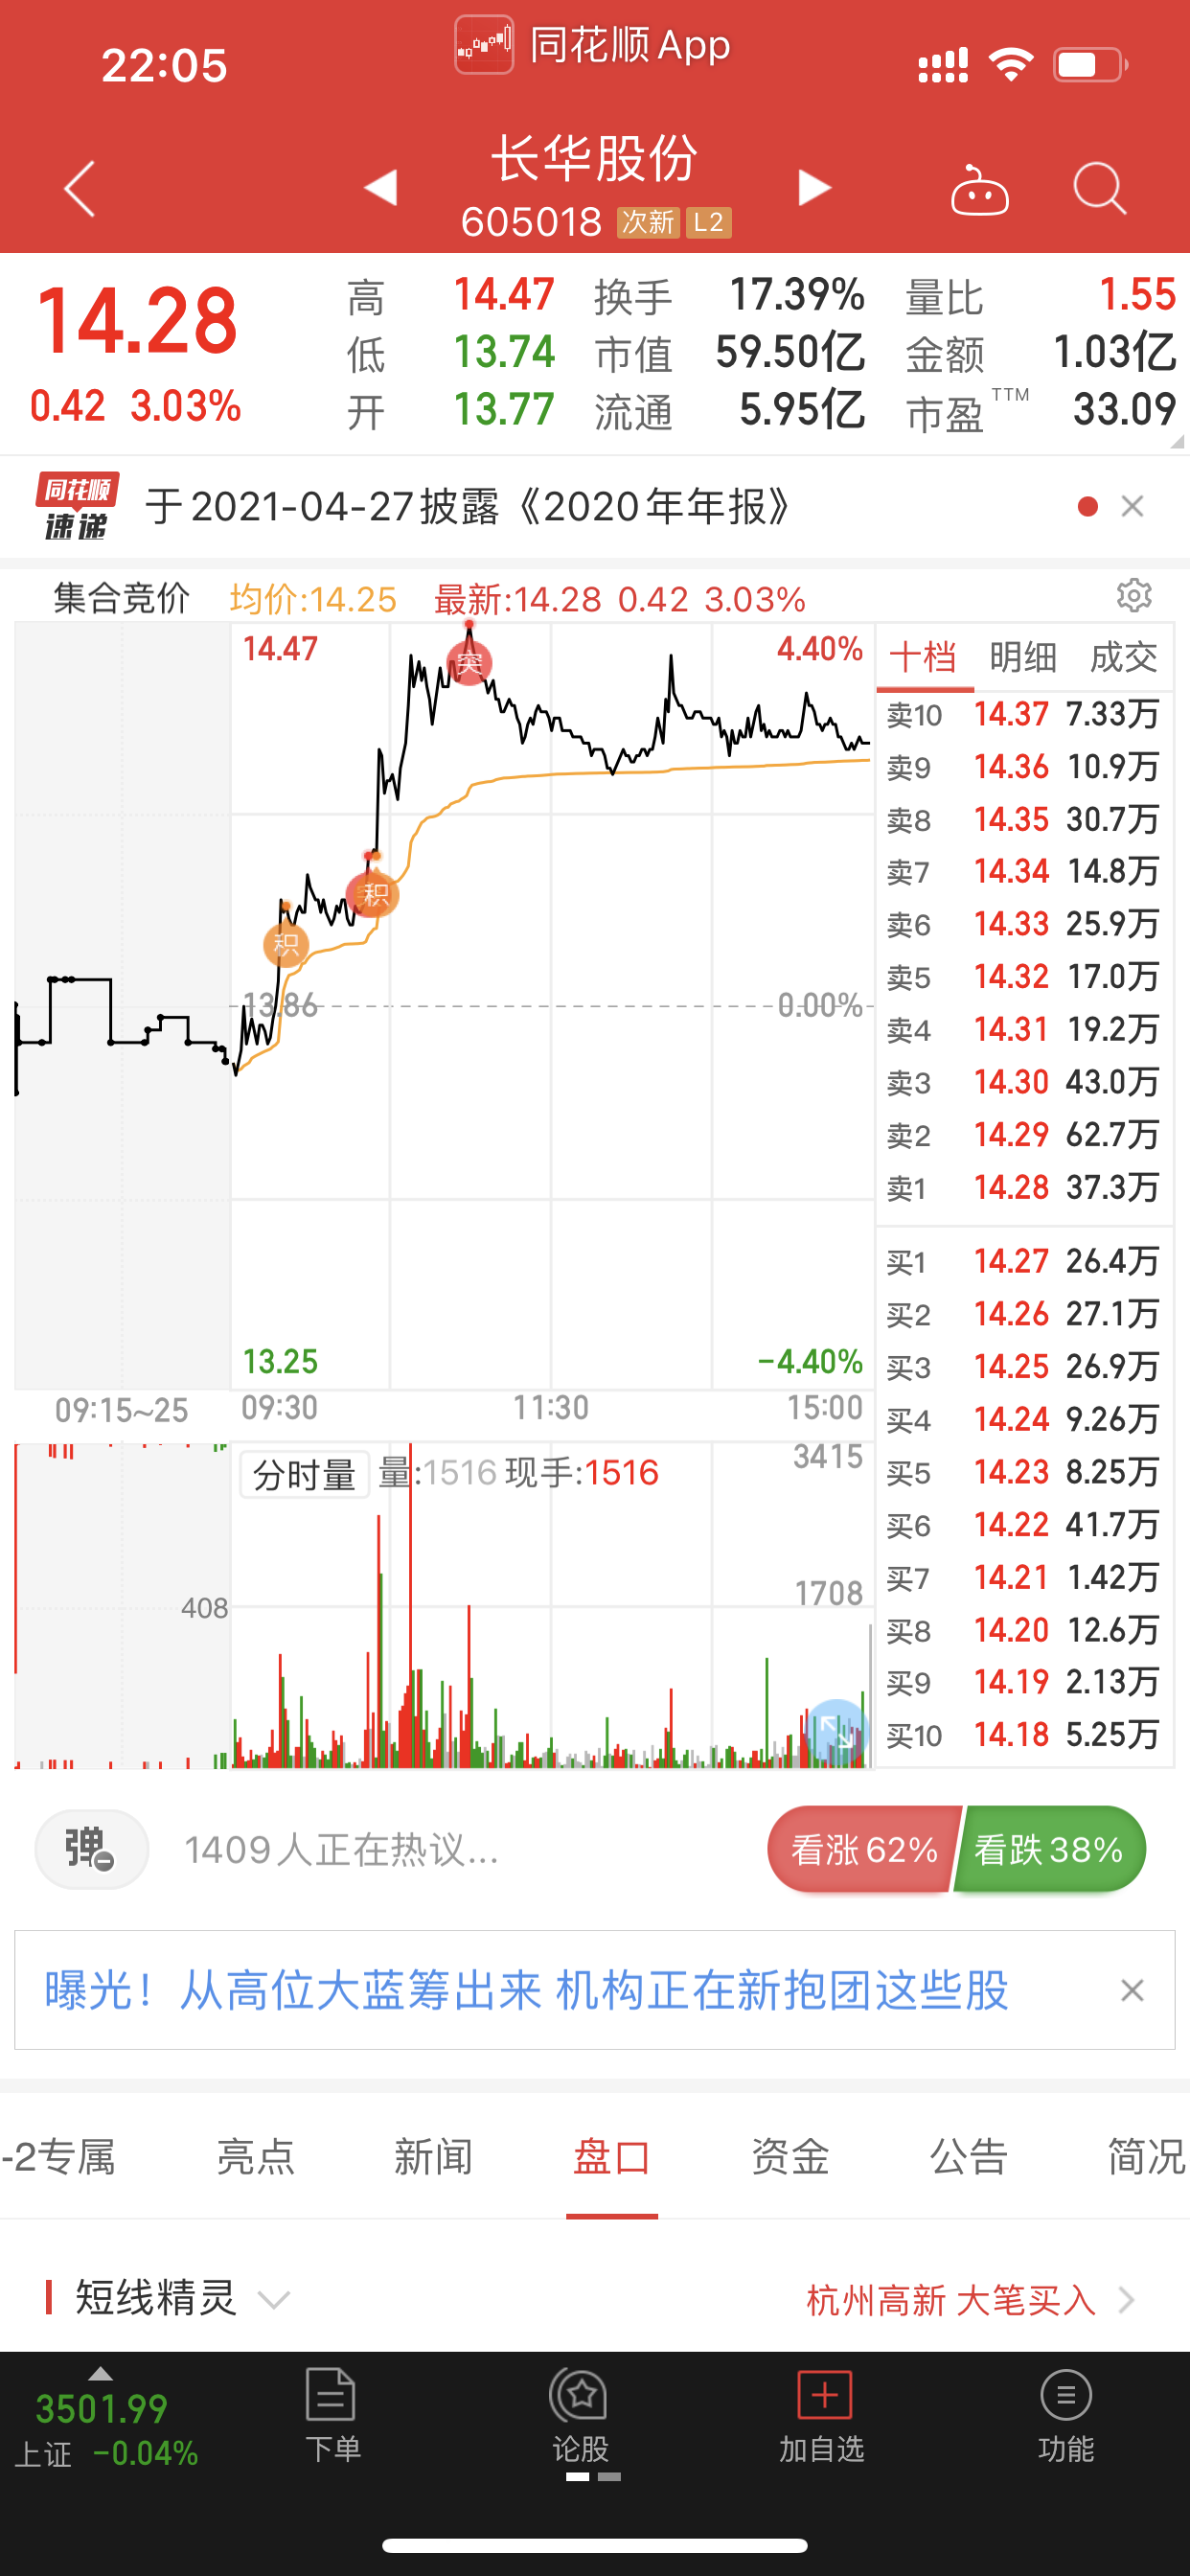 22:05 同花顺App
长华股份
605018 次新 L2
14.28 高 14.47 换手 17.39% 量比 1.55
低 13.74 市值 59.50亿 金额 1.03亿
0.42 3.03% 开 13.77 流通 5.95亿 市盈TTM 33.09
同花顺速递 于2021-04-27披露《2020年年报》
集合竞价 均价:14.25 最新:14.28 0.42 3.03%
14.47 突 4.40%
积
积
13.86 0.00%
13.25 -4.40%
09:15~25 09:30 11:30 15:00
分时量 量:1516 现手:1516 3415
1708
408
十档 明细 成交
卖10 14.37 7.33万
卖9 14.36 10.9万
卖8 14.35 30.7万
卖7 14.34 14.8万
卖6 14.33 25.9万
卖5 14.32 17.0万
卖4 14.31 19.2万
卖3 14.30 43.0万
卖2 14.29 62.7万
卖1 14.28 37.3万
买1 14.27 26.4万
买2 14.26 27.1万
买3 14.25 26.9万
买4 14.24 9.26万
买5 14.23 8.25万
买6 14.22 41.7万
买7 14.21 1.42万
买8 14.20 12.6万
买9 14.19 2.13万
买10 14.18 5.25万
弹 1409人正在热议... 看涨62% 看跌38%
曝光！从高位大蓝筹出来 机构正在新抱团这些股
-2专属 亮点 新闻 盘口 资金 公告 简况
短线精灵 杭州高新 大笔买入
3501.99
上证 -0.04% 下单 论股 加自选 功能